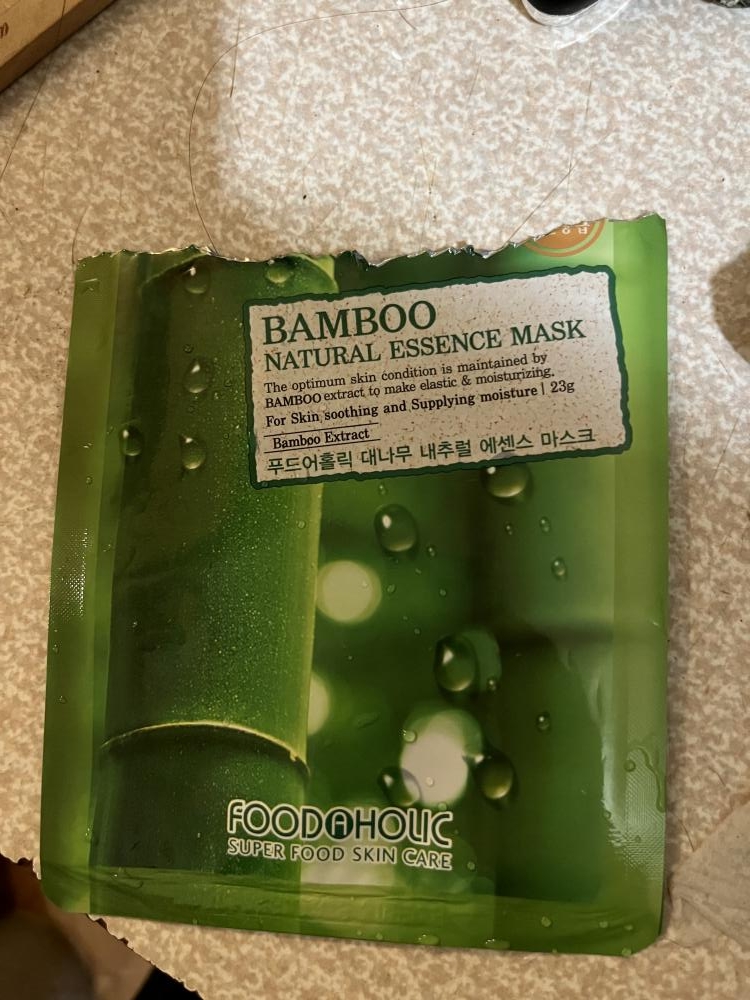 BAMBOO
NATURAL ESSENCE MASK
The optimum skin condition is maintained by
BAMBOO extract to make elastic & moisturizing.
For Skin soothing and Supplying moisture | 23g
Bamboo Extract
푸드어홀릭 대나무 내추럴 에센스 마스크
FOODAHOLIC
SUPER FOOD SKIN CARE